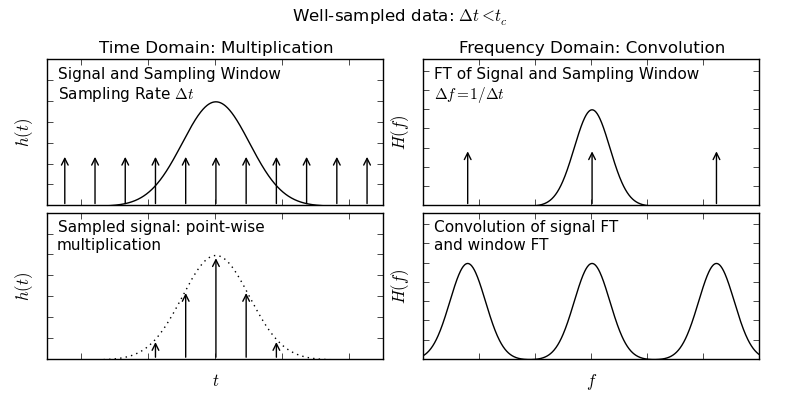 Well-sampled data: Δt < t_c
Time Domain: Multiplication
Signal and Sampling Window
Sampling Rate Δt
h(t)
Frequency Domain: Convolution
FT of Signal and Sampling Window
Δf = 1/Δt
H(f)
Sampled signal: point-wise
multiplication
h(t)
t
Convolution of signal FT
and window FT
H(f)
f